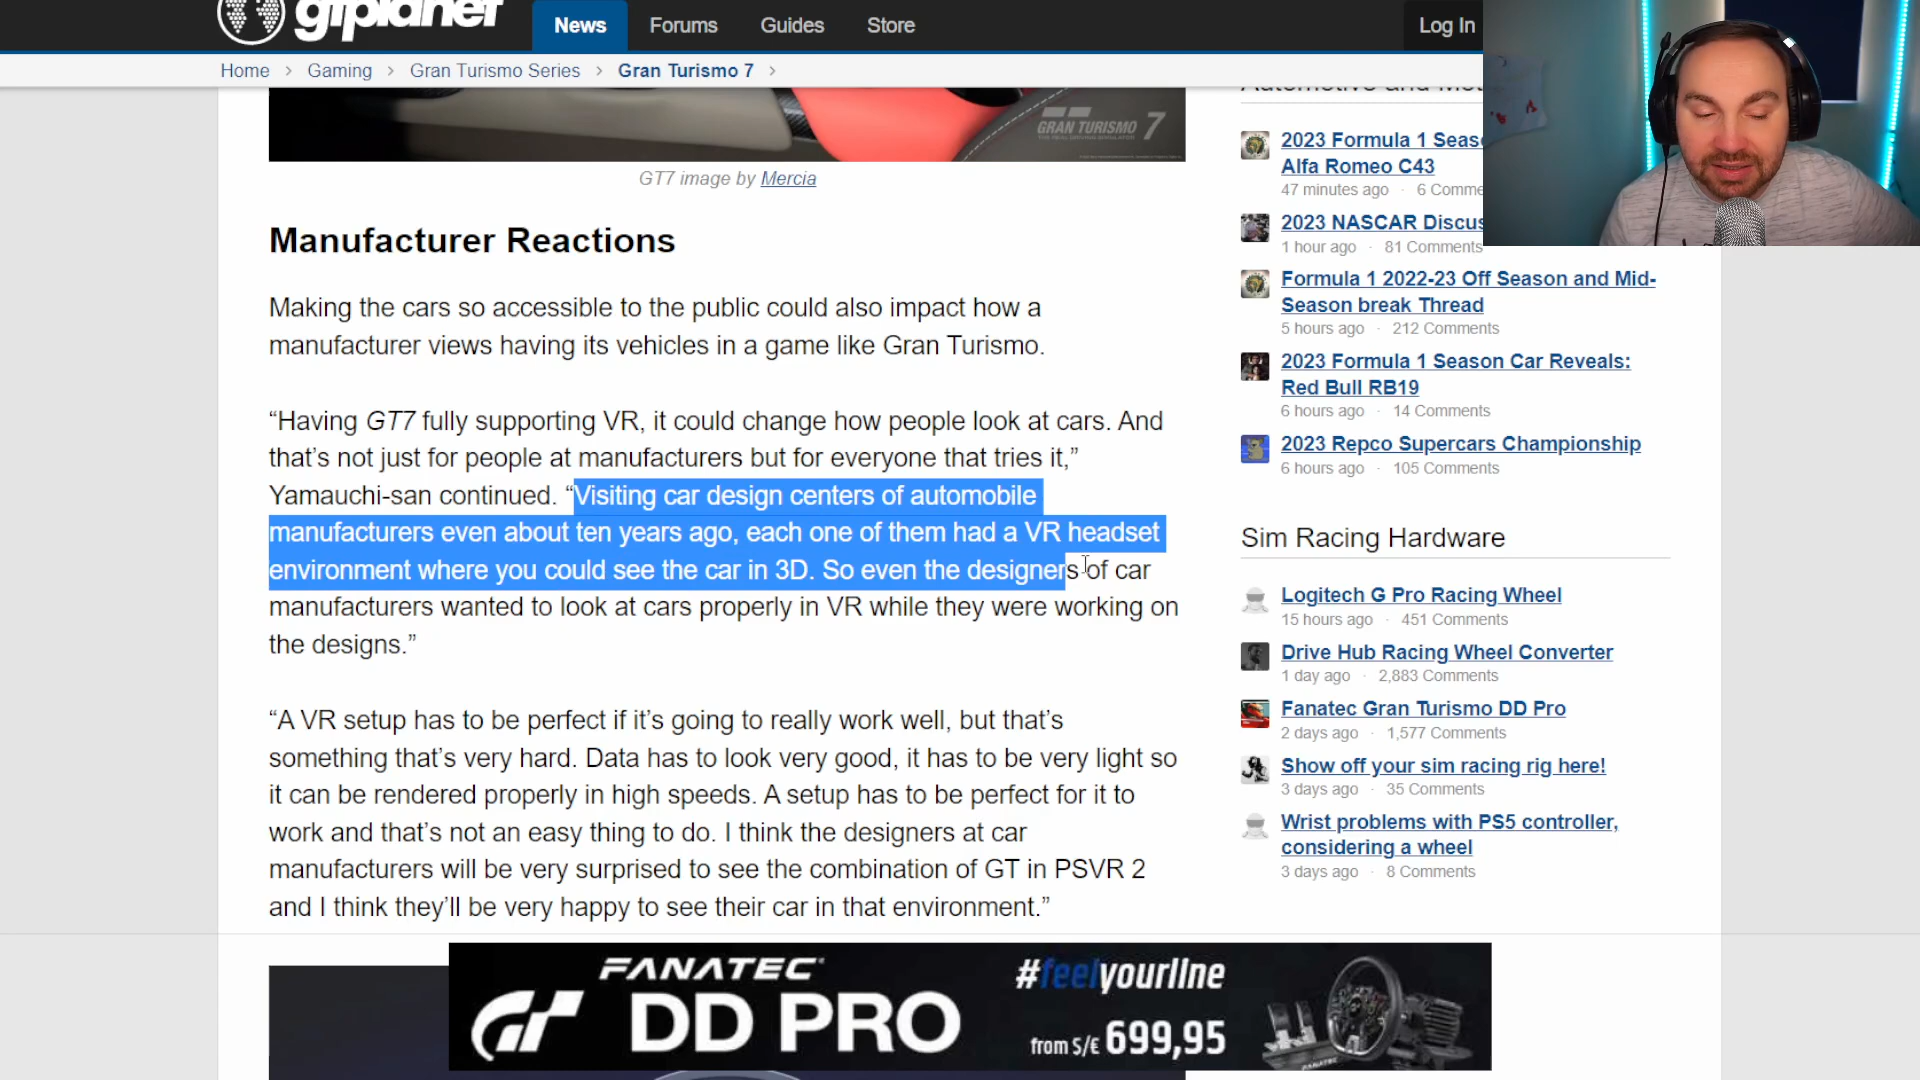 gtplanet
News
Forums
Guides
Store
Log In
Home
Gaming
Gran Turismo Series
Gran Turismo 7
GRAN TURISMO 7
GT7 image by Mercia
Manufacturer Reactions
Making the cars so accessible to the public could also impact how a
manufacturer views having its vehicles in a game like Gran Turismo.
“Having GT7 fully supporting VR, it could change how people look at cars. And
that’s not just for people at manufacturers but for everyone that tries it,”
Yamauchi-san continued. “Visiting car design centers of automobile
manufacturers even about ten years ago, each one of them had a VR headset
environment where you could see the car in 3D. So even the designers of car
manufacturers wanted to look at cars properly in VR while they were working on
the designs.”
“A VR setup has to be perfect if it’s going to really work well, but that’s
something that’s very hard. Data has to look very good, it has to be very light so
it can be rendered properly in high speeds. A setup has to be perfect for it to
work and that’s not an easy thing to do. I think the designers at car
manufacturers will be very surprised to see the combination of GT in PSVR 2
and I think they’ll be very happy to see their car in that environment.”
Automotive and Mot
2023 Formula 1 Seas
Alfa Romeo C43
47 minutes ago · 6 Comme
2023 NASCAR Discus
1 hour ago · 81 Comments
Formula 1 2022-23 Off Season and Mid-
Season break Thread
5 hours ago · 212 Comments
2023 Formula 1 Season Car Reveals:
Red Bull RB19
6 hours ago · 14 Comments
2023 Repco Supercars Championship
6 hours ago · 105 Comments
Sim Racing Hardware
Logitech G Pro Racing Wheel
15 hours ago · 451 Comments
Drive Hub Racing Wheel Converter
1 day ago · 2,883 Comments
Fanatec Gran Turismo DD Pro
2 days ago · 1,577 Comments
Show off your sim racing rig here!
3 days ago · 35 Comments
Wrist problems with PS5 controller,
considering a wheel
3 days ago · 8 Comments
FANATEC
GT DD PRO
#feelyourline
from $/€ 699,95